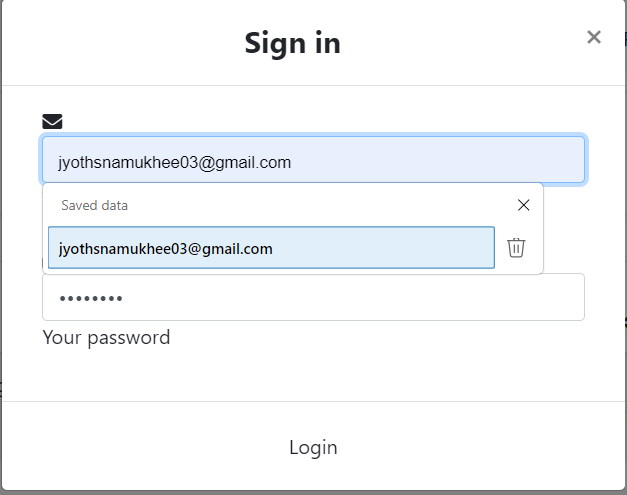 Sign in
×
jyothsnamukhee03@gmail.com
Saved data
jyothsnamukhee03@gmail.com
••••••••
Your password
Login